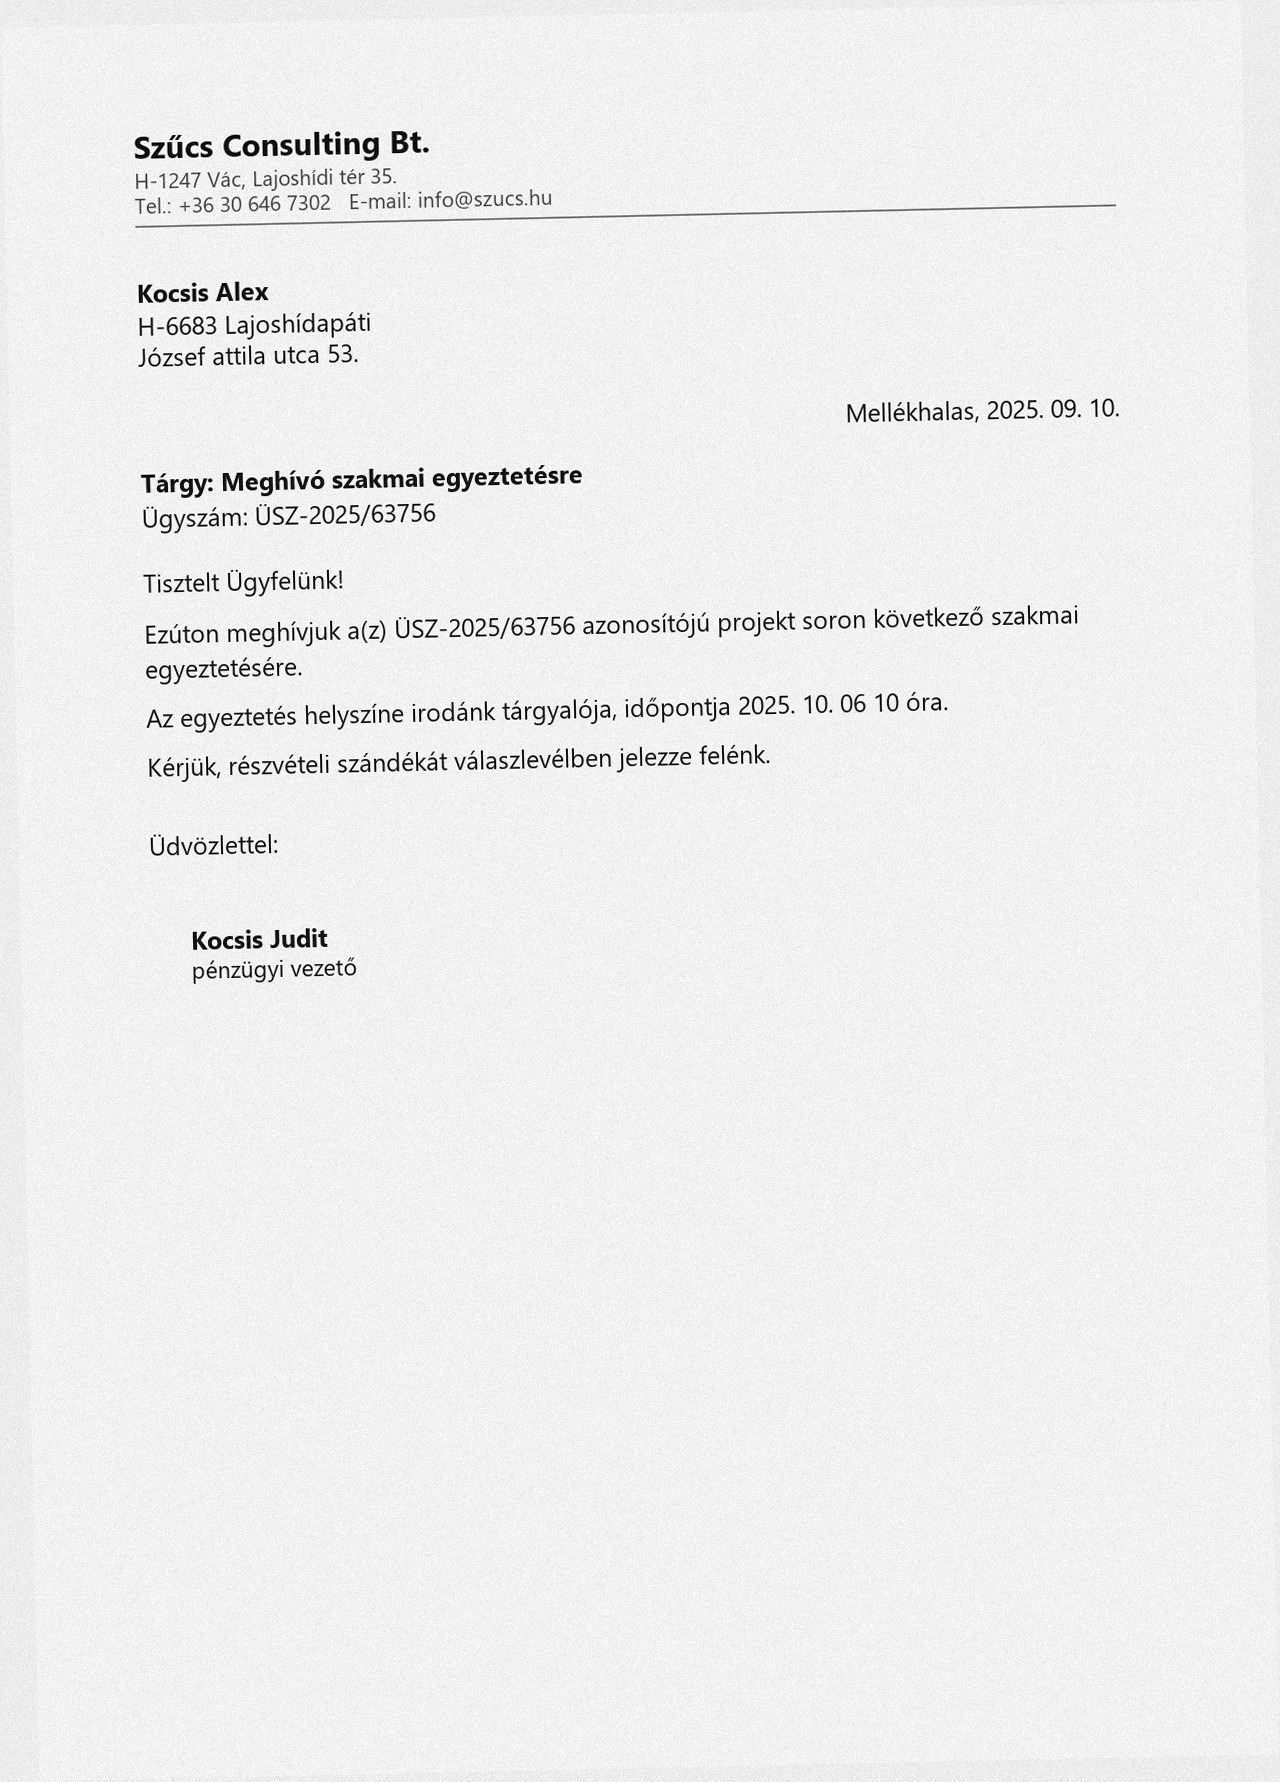 Szűcs Consulting Bt.
H-1247 Vác, Lajoshídi tér 35.
Tel.: +36 30 646 7302 E-mail: info@szucs.hu
Kocsis Alex
H-6683 Lajoshídapáti
József attila utca 53.
Mellékhalas, 2025. 09. 10.
Tárgy: Meghívó szakmai egyeztetésre
Ügyszám: ÜSZ-2025/63756
Tisztelt Ügyfelünk!
Ezúton meghívjuk a(z) ÜSZ-2025/63756 azonosítójú projekt soron következő szakmai
egyeztetésére.
Az egyeztetés helyszíne irodánk tárgyalója, időpontja 2025. 10. 06 10 óra.
Kérjük, részvételi szándékát válaszlevélben jelezze felénk.
Üdvözlettel:
Kocsis Judit
pénzügyi vezető